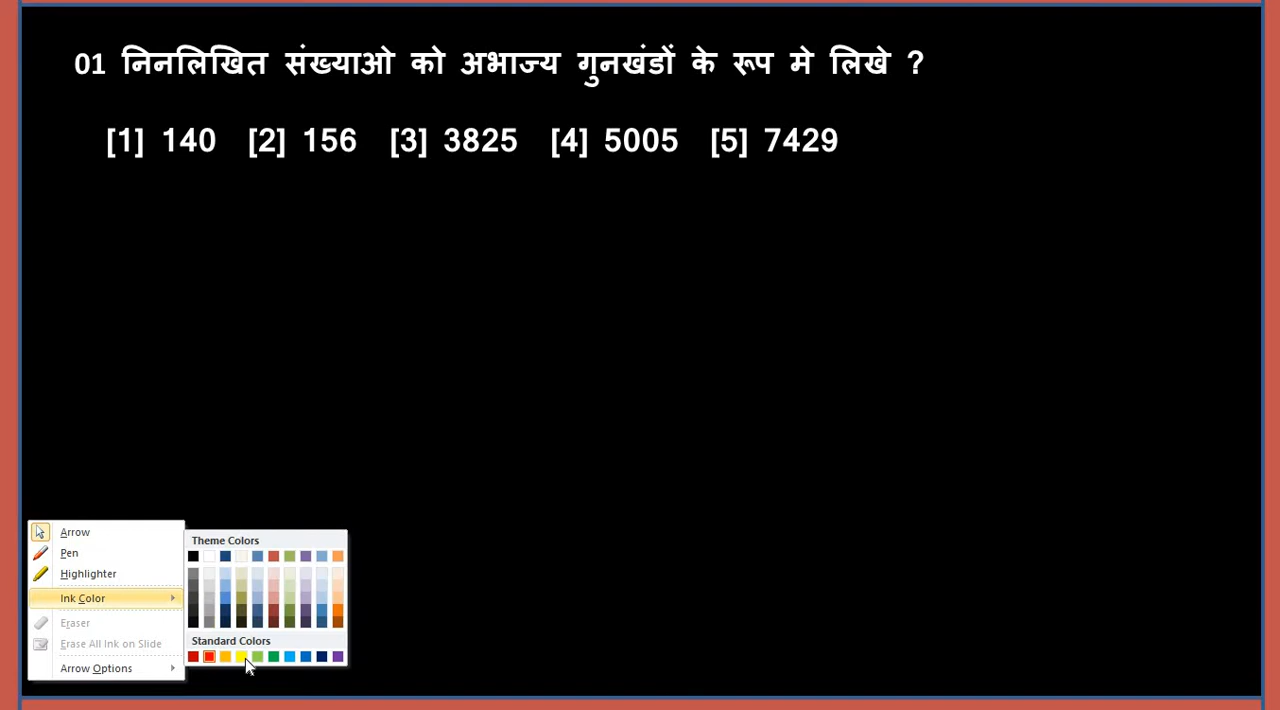 01 निनलिखित संख्याओ को अभाज्य गुनखंडों के रूप मे लिखे ?
[1] 140 [2] 156 [3] 3825 [4] 5005 [5] 7429
Arrow
Pen
Highlighter
Ink Color
Eraser
Erase All Ink on Slide
Arrow Options
Theme Colors
Standard Colors